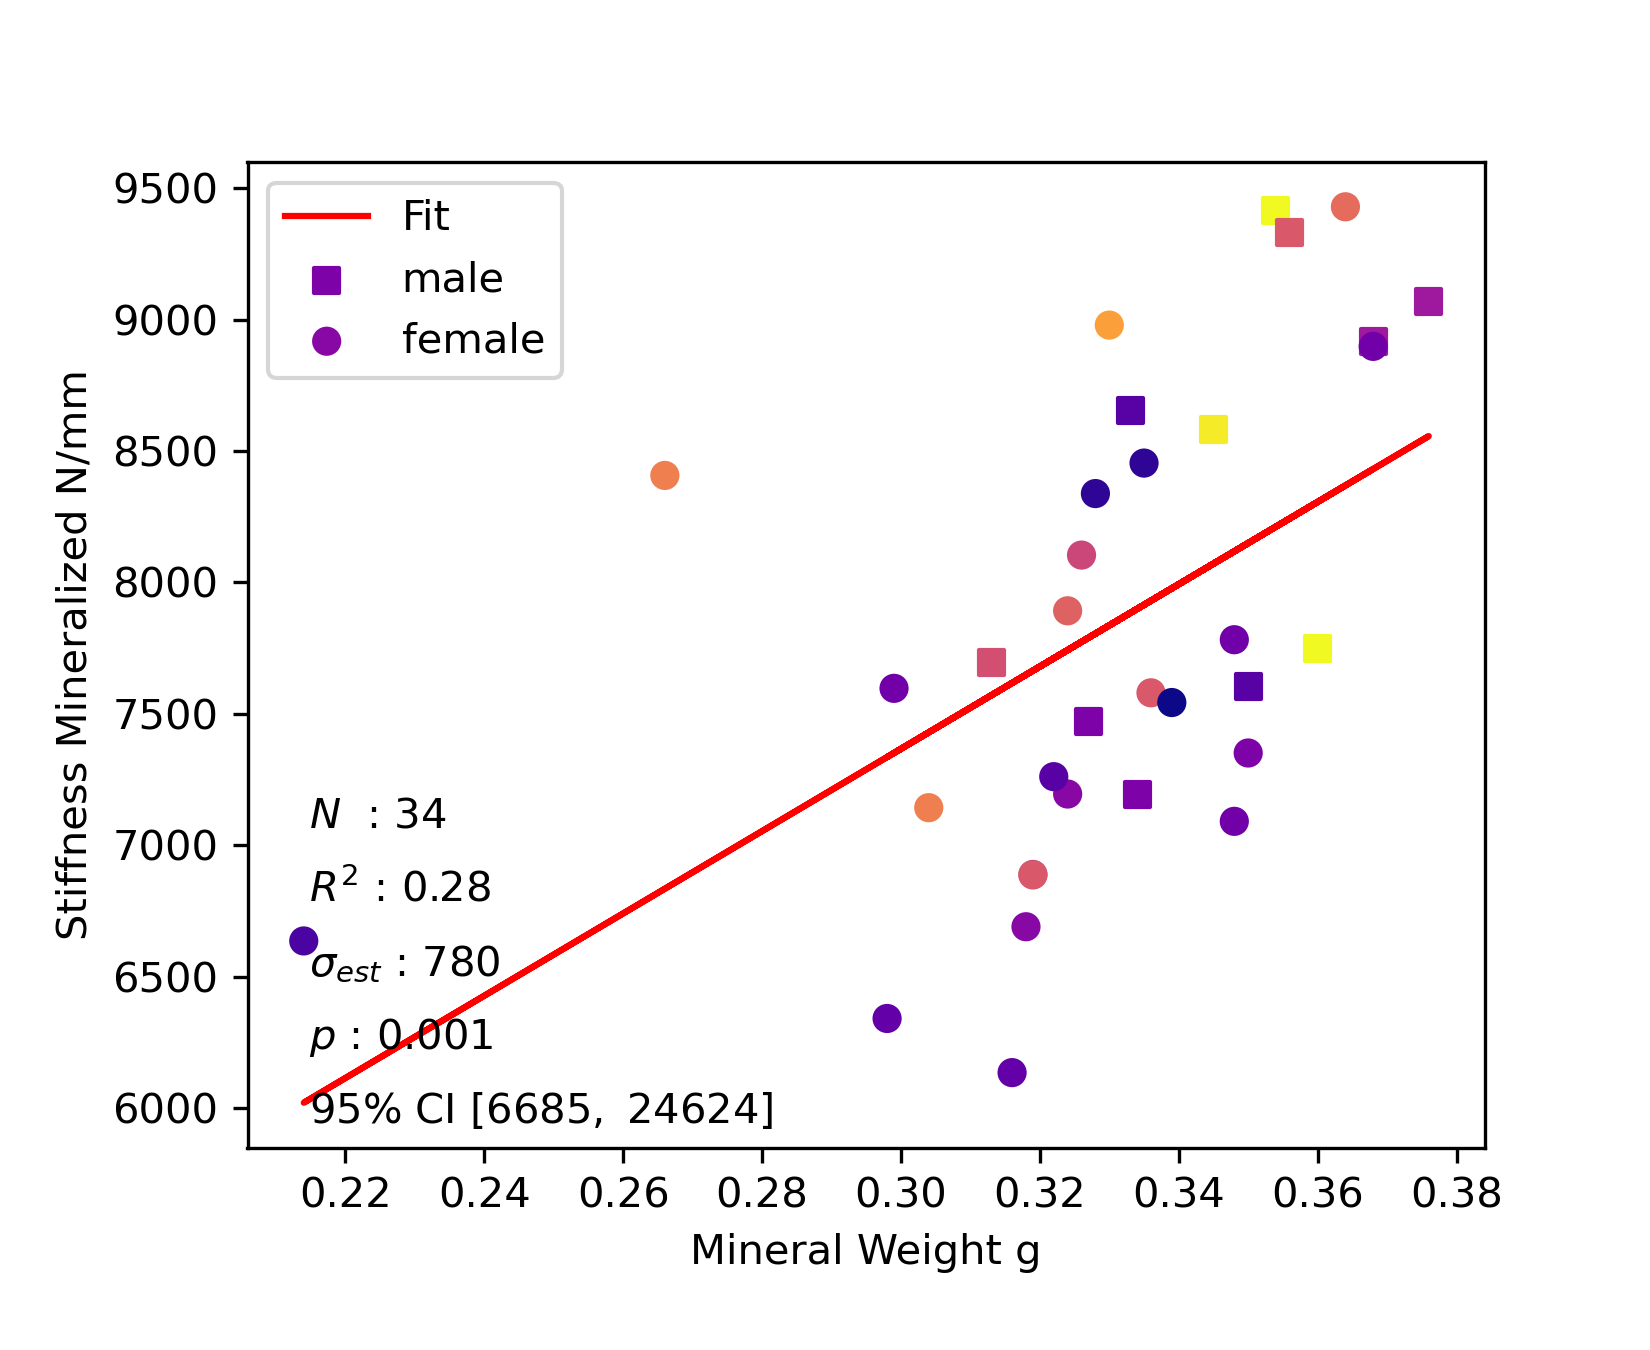 Fit
male
female
N : 34
R² : 0.28
σest : 780
p : 0.001
95% CI [6685, 24624]
Stiffness Mineralized N/mm
9500
9000
8500
8000
7500
7000
6500
6000
0.22 0.24 0.26 0.28 0.30 0.32 0.34 0.36 0.38
Mineral Weight g